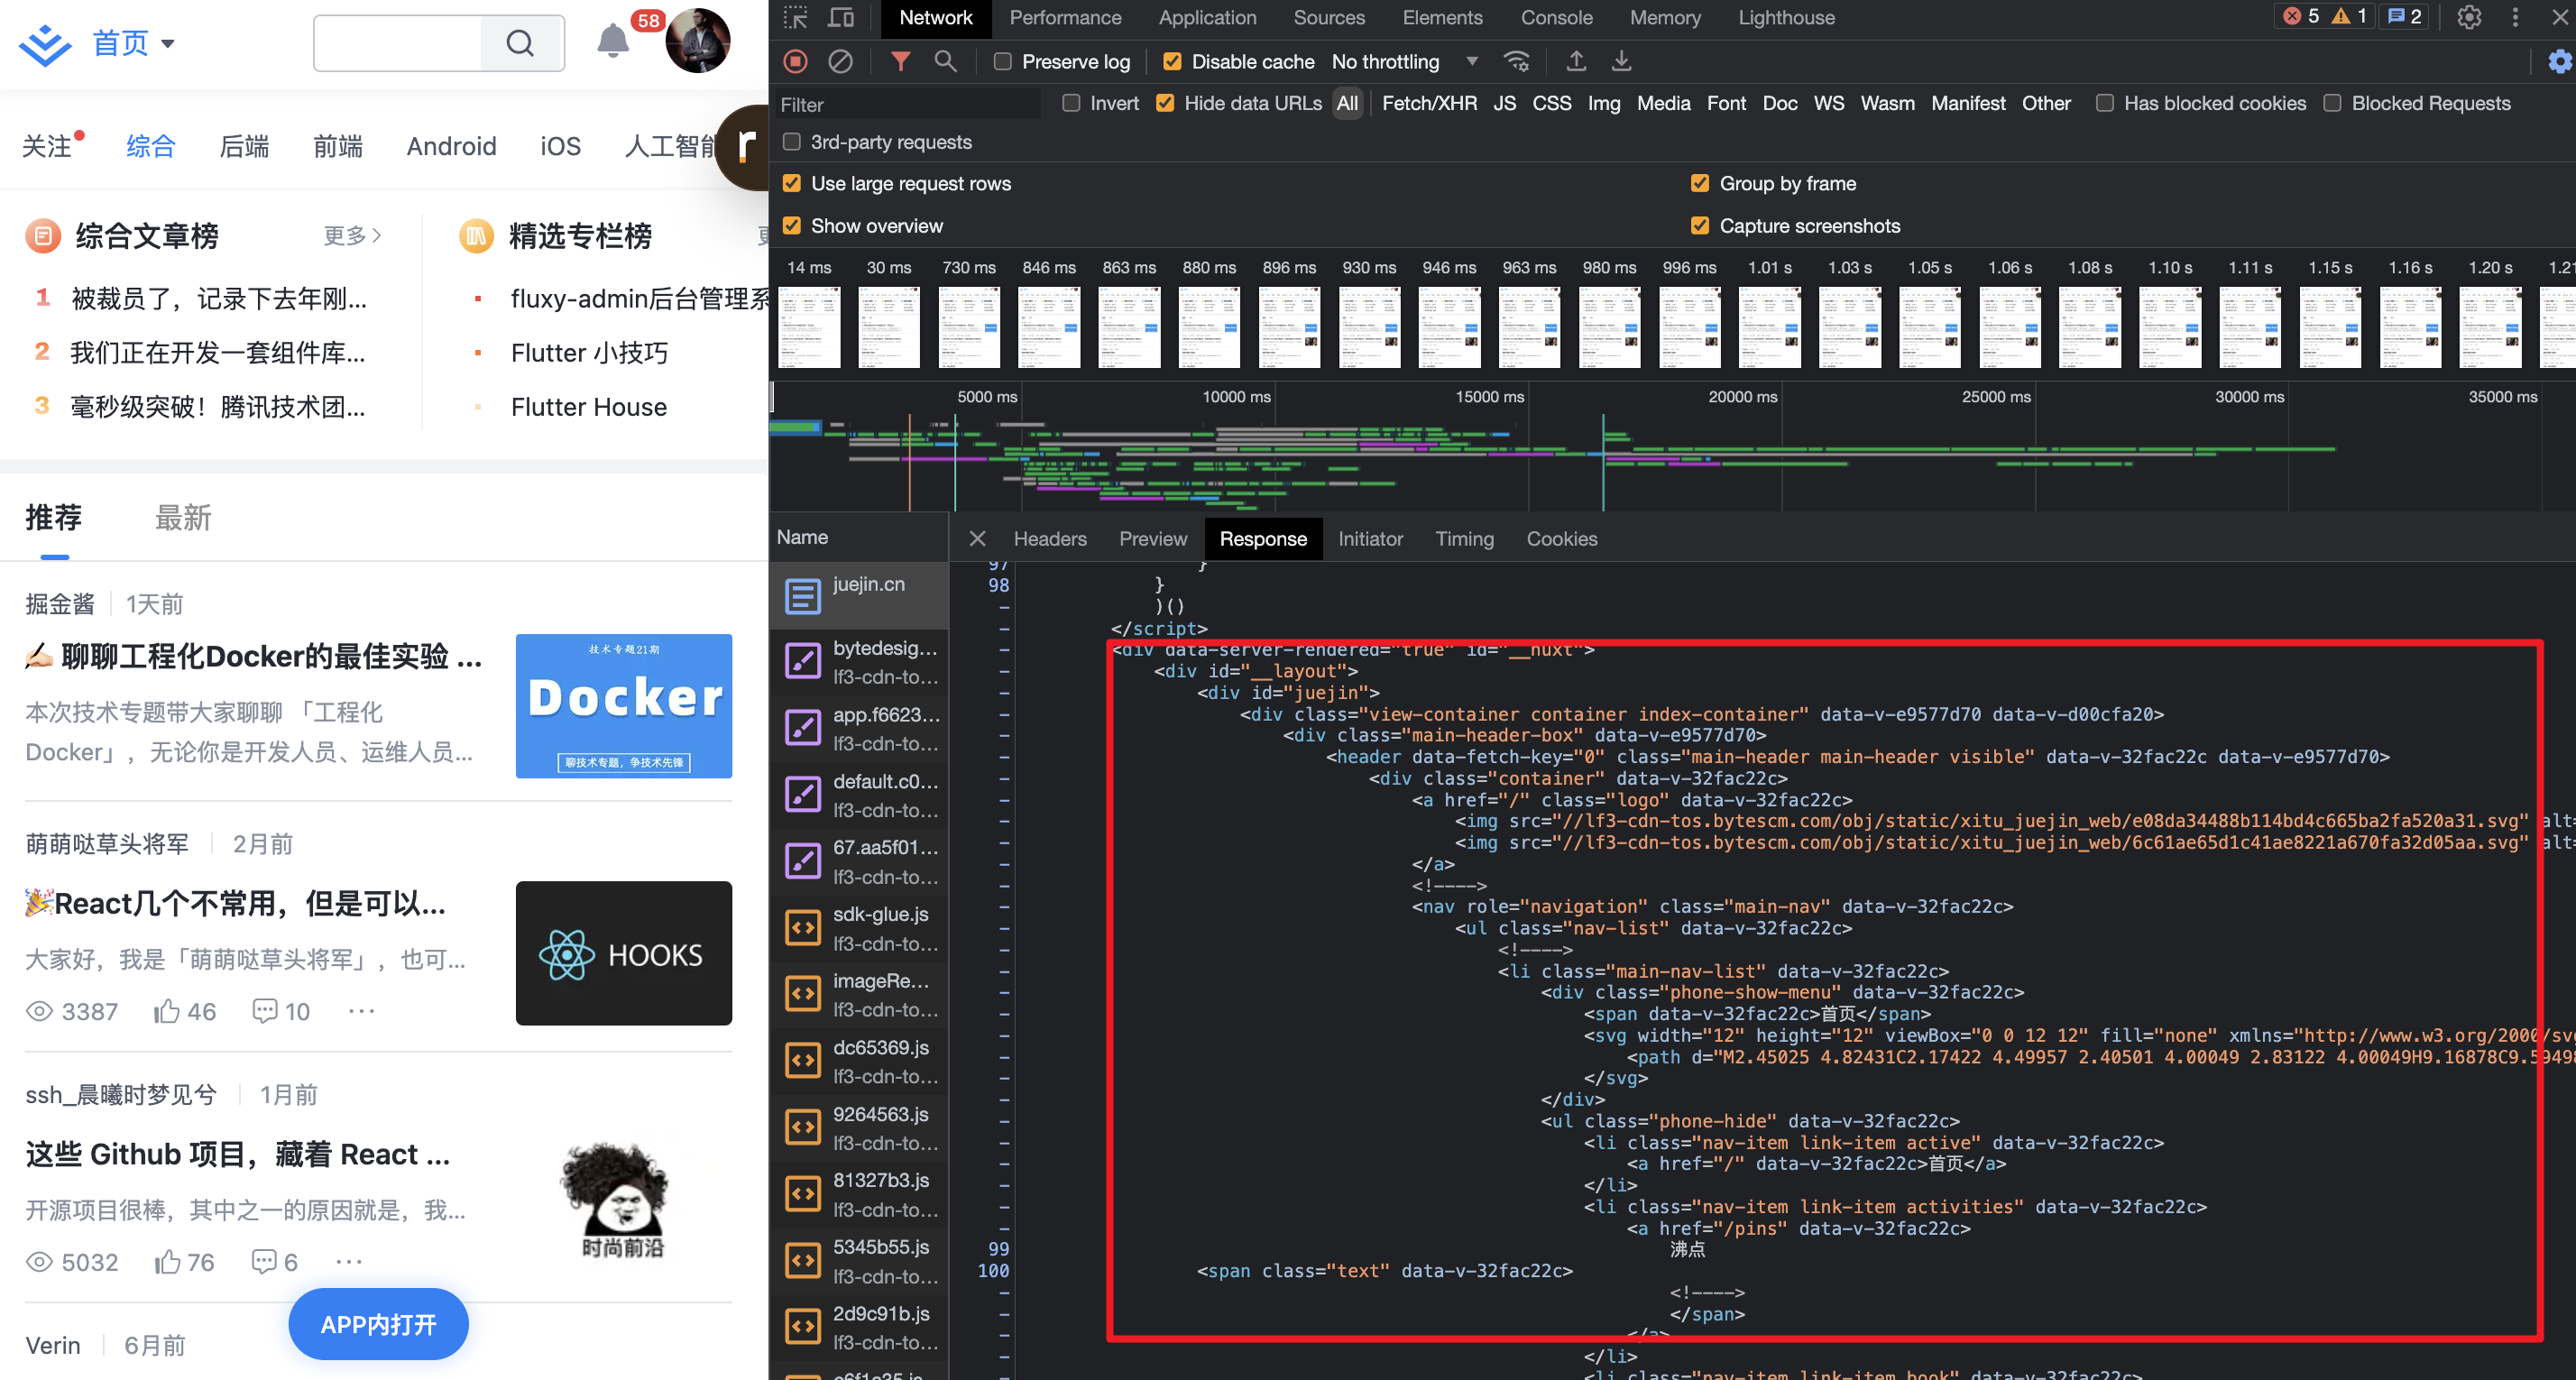 首页
58
关注
综合
后端
前端
Android
iOS
人工智能
r
综合文章榜
更多
精选专栏榜
1 被裁员了，记录下去年刚...
2 我们正在开发一套组件库...
3 毫秒级突破！腾讯技术团...
fluxy-admin后台管理系
Flutter 小技巧
Flutter House
推荐
最新
掘金酱 1天前
✍🏻 聊聊工程化Docker的最佳实验 ...
本次技术专题带大家聊聊 「工程化
Docker」，无论你是开发人员、运维人员...
技术专题21期
Docker
聊技术专题，争技术先锋
萌萌哒草头将军 2月前
🎉React几个不常用，但是可以...
大家好，我是「萌萌哒草头将军」，也可...
3387 46 10 ...
HOOKS
ssh_晨曦时梦见兮 1月前
这些 Github 项目，藏着 React ...
开源项目很棒，其中之一的原因就是，我...
5032 76 6 ...
时尚前沿
APP内打开
Verin 6月前
Network Performance Application Sources Elements Console Memory Lighthouse
5 1 2
Preserve log Disable cache No throttling
Filter Invert Hide data URLs All Fetch/XHR JS CSS Img Media Font Doc WS Wasm Manifest Other Has blocked cookies Blocked Requests
3rd-party requests
Use large request rows Group by frame
Show overview Capture screenshots
14 ms 30 ms 730 ms 846 ms 863 ms 880 ms 896 ms 930 ms 946 ms 963 ms 980 ms 996 ms 1.01 s 1.03 s 1.05 s 1.06 s 1.08 s 1.10 s 1.11 s 1.15 s 1.16 s 1.20 s 1.21
5000 ms 10000 ms 15000 ms 20000 ms 25000 ms 30000 ms 35000 ms
Name
juejin.cn
bytedesig...
lf3-cdn-to...
app.f6623...
lf3-cdn-to...
default.c0...
lf3-cdn-to...
67.aa5f01...
lf3-cdn-to...
sdk-glue.js
lf3-cdn-to...
imageRe...
lf3-cdn-to...
dc65369.js
lf3-cdn-to...
9264563.js
lf3-cdn-to...
81327b3.js
lf3-cdn-to...
5345b55.js
lf3-cdn-to...
2d9c91b.js
lf3-cdn-to...
Headers Preview Response Initiator Timing Cookies
97 }
98 }
)()
</script>
<div data-server-rendered="true" id="__nuxt">
<div id="__layout">
<div id="juejin">
<div class="view-container container index-container" data-v-e9577d70 data-v-d00cfa20>
<div class="main-header-box" data-v-e9577d70>
<header data-fetch-key="0" class="main-header main-header visible" data-v-32fac22c data-v-e9577d70>
<div class="container" data-v-32fac22c>
<a href="/" class="logo" data-v-32fac22c>
<img src="//lf3-cdn-tos.bytescm.com/obj/static/xitu_juejin_web/e08da34488b114bd4c665ba2fa520a31.svg" alt=
<img src="//lf3-cdn-tos.bytescm.com/obj/static/xitu_juejin_web/6c61ae65d1c41ae8221a670fa32d05aa.svg" alt=
</a>
<!---->
<nav role="navigation" class="main-nav" data-v-32fac22c>
<ul class="nav-list" data-v-32fac22c>
<!---->
<li class="main-nav-list" data-v-32fac22c>
<div class="phone-show-menu" data-v-32fac22c>
<span data-v-32fac22c>首页</span>
<svg width="12" height="12" viewBox="0 0 12 12" fill="none" xmlns="http://www.w3.org/2000/svg
<path d="M2.45025 4.82431C2.17422 4.49957 2.40501 4.00049 2.83122 4.00049H9.16878C9.59498
</svg>
</div>
<ul class="phone-hide" data-v-32fac22c>
<li class="nav-item link-item active" data-v-32fac22c>
<a href="/" data-v-32fac22c>首页</a>
</li>
<li class="nav-item link-item activities" data-v-32fac22c>
<a href="/pins" data-v-32fac22c>
99 沸点
100 <span class="text" data-v-32fac22c>
<!---->
</span>
</a>
</li>
<li class="nav-item link-item book" data-v-32fac22c>